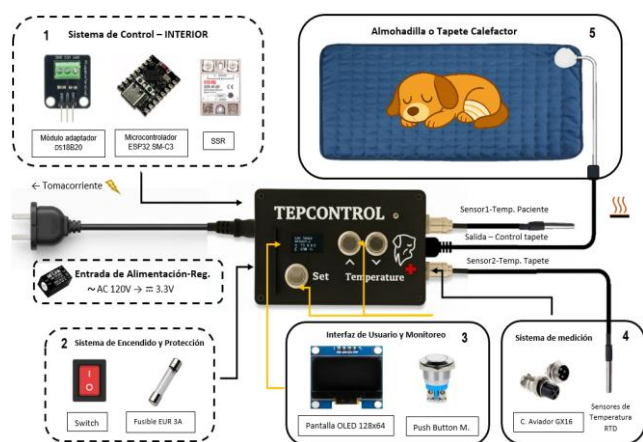 1 Sistema de Control – INTERIOR
Módulo adaptador DS18B20
Microcontrolador ESP32 SM-C3
SSR
Almohadilla o Tapete Calefactor 5
← Tomacorriente
TEPCONTROL
Set
Temperature
Sensor1-Temp. Paciente
Salida – Control tapete
Sensor2-Temp. Tapete
Entrada de Alimentación-Reg.
~ AC 120V → 3.3V
2 Sistema de Encendido y Protección
I
O
Switch
Fusible EUR 3A
Interfaz de Usuario y Monitoreo 3
Pantalla OLED 128x64
Push Button M.
Sistema de medición 4
C. Aviador GX16
Sensores de
Temperatura
RTD